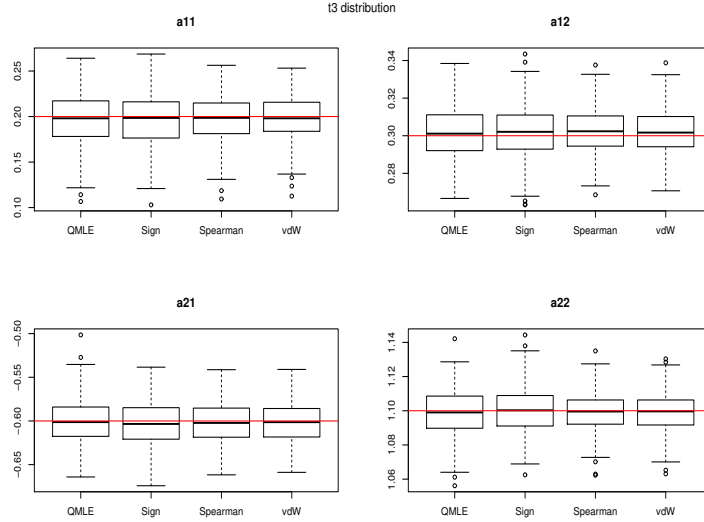 t3 distribution
a11
0.25
0.20
0.15
0.10
QMLE Sign Spearman vdW
a12
0.34
0.32
0.30
0.28
QMLE Sign Spearman vdW
a21
−0.50
−0.55
−0.60
−0.65
QMLE Sign Spearman vdW
a22
1.14
1.12
1.10
1.08
1.06
QMLE Sign Spearman vdW